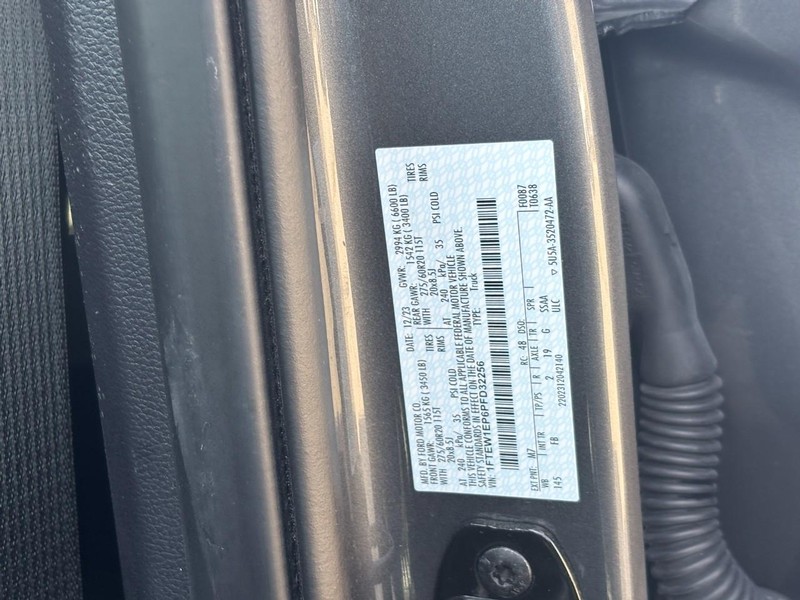 MFD. BY FORD MOTOR CO. DATE: 12/23 GVWR: 2994 KG ( 6600 LB)
FRONT GAWR: 1565 KG ( 3450 LB) REAR GAWR: 1542 KG ( 3400 LB)
WITH 275/60R20 115T TIRES WITH 275/60R20 115T TIRES
20x8.5J RIMS 20x8.5J RIMS
AT 240 kPa/ 35 PSI COLD AT 240 kPa/ 35 PSI COLD
THIS VEHICLE CONFORMS TO ALL APPLICABLE FEDERAL MOTOR VEHICLE
SAFETY STANDARDS IN EFFECT ON THE DATE OF MANUFACTURE SHOWN ABOVE.
VIN: 1FTEW1EP6PFD32256 TYPE: Truck
F0087
T0638
EXT PNT: M7 RC: 48 DSO:
WB INT TR TP/PS R AXLE TR SPR
145 FB 2 19 G SSAA
2202312042140 ULC ▽ 5U5A-3520472-AA